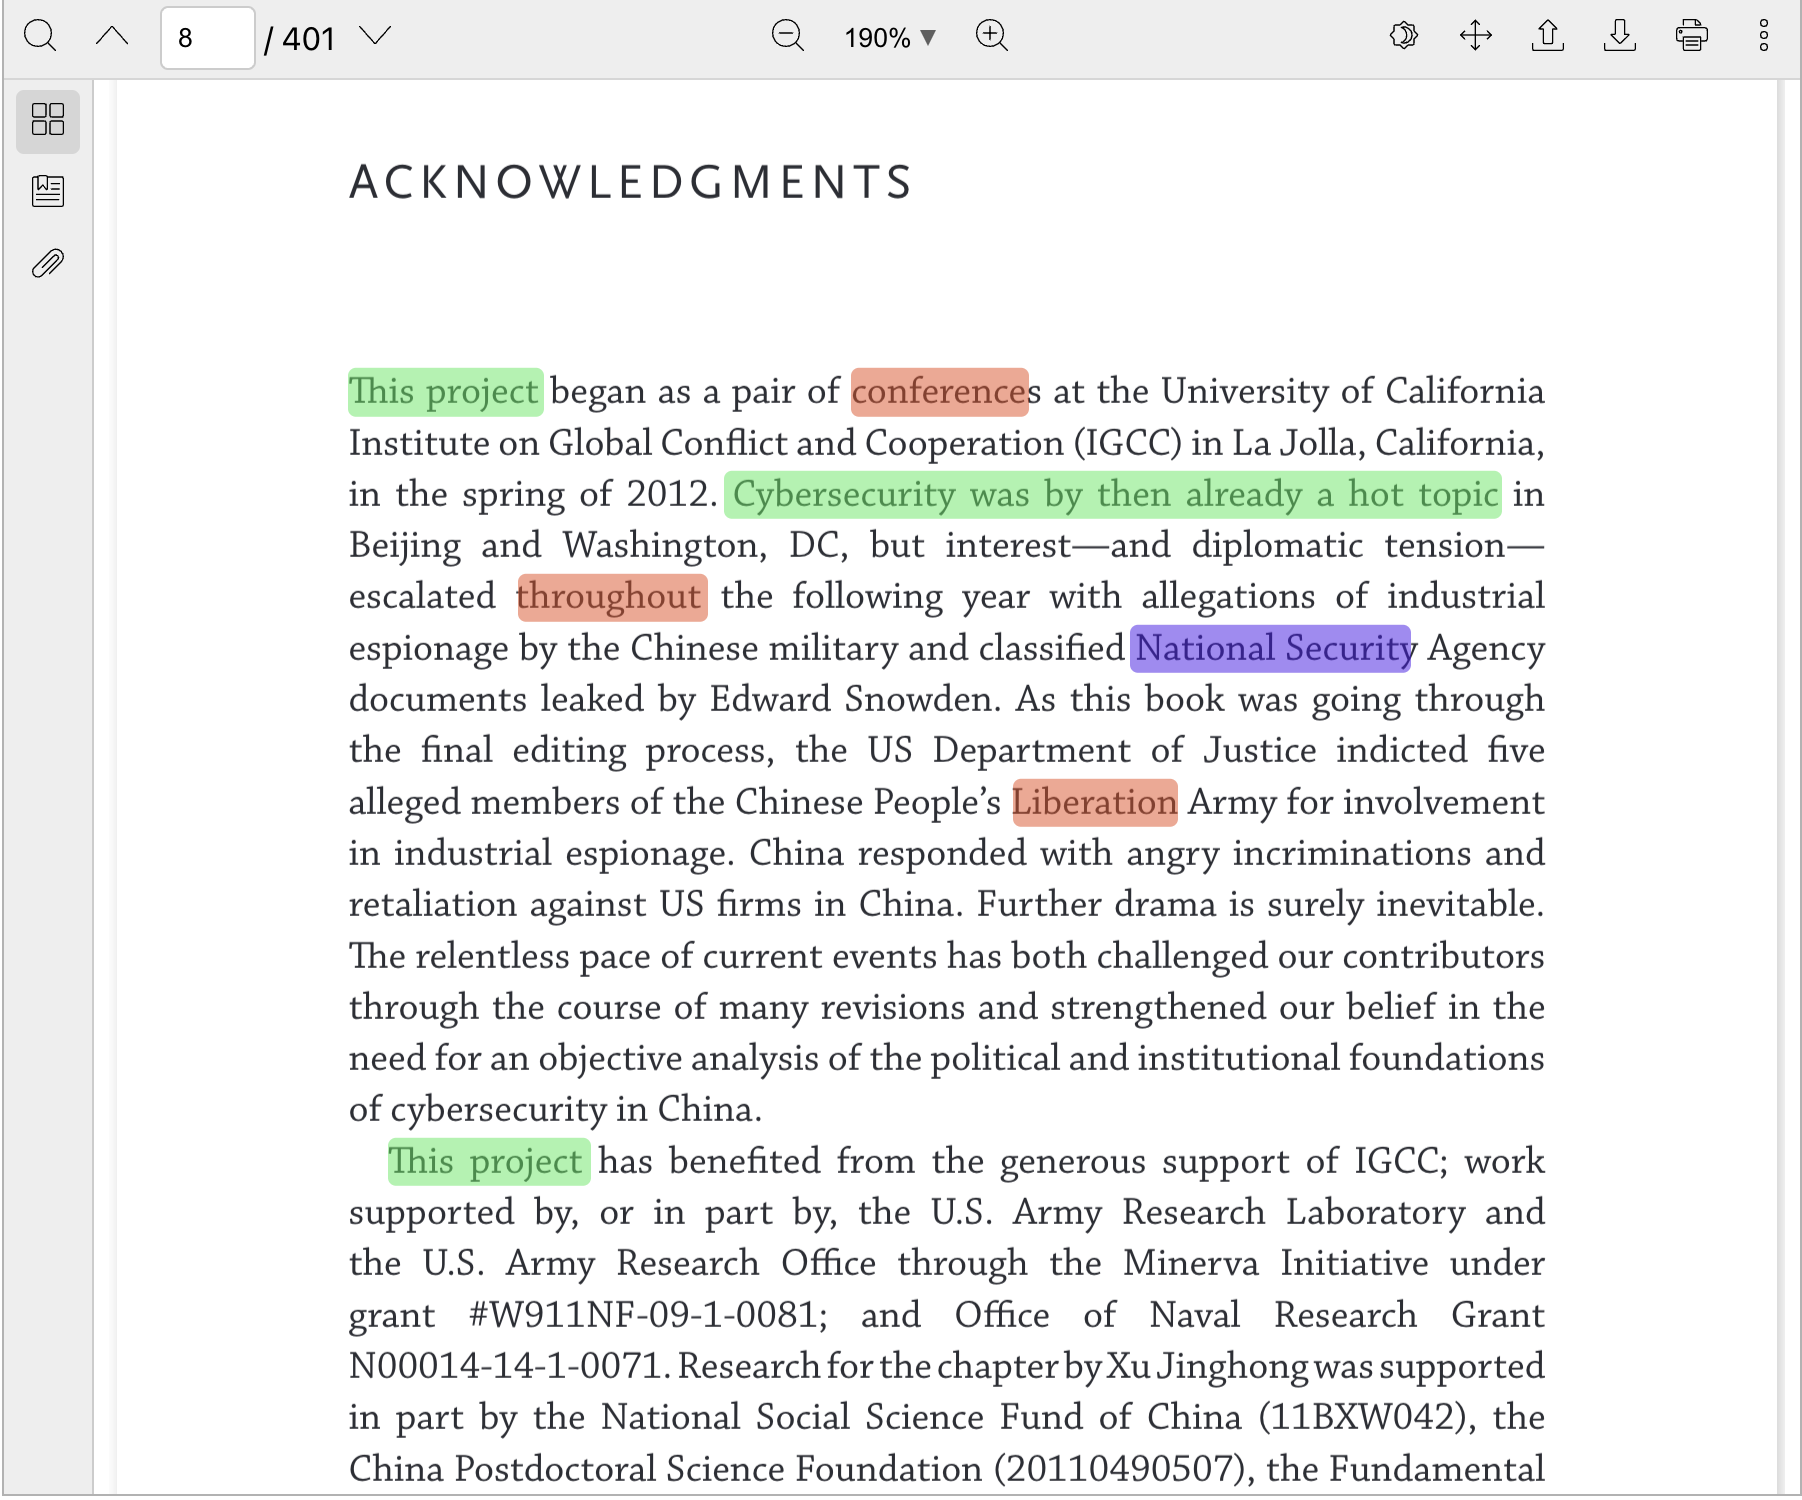 8 / 401 190%
ACKNOWLEDGMENTS
This project began as a pair of conferences at the University of California
Institute on Global Conflict and Cooperation (IGCC) in La Jolla, California,
in the spring of 2012. Cybersecurity was by then already a hot topic in
Beijing and Washington, DC, but interest—and diplomatic tension—
escalated throughout the following year with allegations of industrial
espionage by the Chinese military and classified National Security Agency
documents leaked by Edward Snowden. As this book was going through
the final editing process, the US Department of Justice indicted five
alleged members of the Chinese People’s Liberation Army for involvement
in industrial espionage. China responded with angry incriminations and
retaliation against US firms in China. Further drama is surely inevitable.
The relentless pace of current events has both challenged our contributors
through the course of many revisions and strengthened our belief in the
need for an objective analysis of the political and institutional foundations
of cybersecurity in China.
This project has benefited from the generous support of IGCC; work
supported by, or in part by, the U.S. Army Research Laboratory and
the U.S. Army Research Office through the Minerva Initiative under
grant #W911NF-09-1-0081; and Office of Naval Research Grant
N00014-14-1-0071. Research for the chapter by Xu Jinghong was supported
in part by the National Social Science Fund of China (11BXW042), the
China Postdoctoral Science Foundation (20110490507), the Fundamental